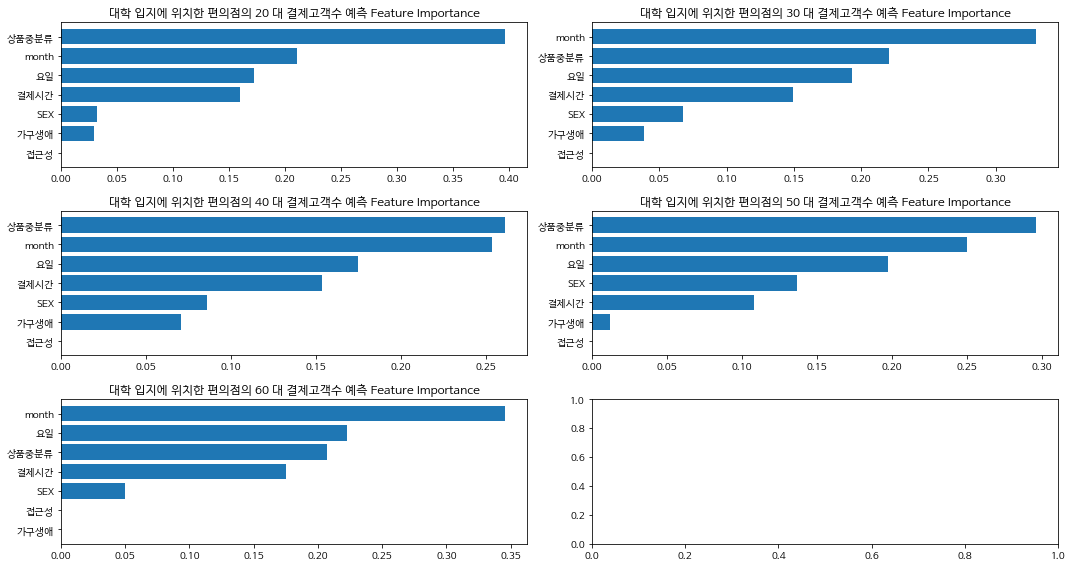 대학 입지에 위치한 편의점의 20 대 결제고객수 예측 Feature Importance
상품중분류
month
요일
결제시간
SEX
가구생애
접근성
0.00 0.05 0.10 0.15 0.20 0.25 0.30 0.35 0.40
대학 입지에 위치한 편의점의 30 대 결제고객수 예측 Feature Importance
month
상품중분류
요일
결제시간
SEX
가구생애
접근성
0.00 0.05 0.10 0.15 0.20 0.25 0.30
대학 입지에 위치한 편의점의 40 대 결제고객수 예측 Feature Importance
상품중분류
month
요일
결제시간
SEX
가구생애
접근성
0.00 0.05 0.10 0.15 0.20 0.25
대학 입지에 위치한 편의점의 50 대 결제고객수 예측 Feature Importance
상품중분류
month
요일
SEX
결제시간
가구생애
접근성
0.00 0.05 0.10 0.15 0.20 0.25 0.30
대학 입지에 위치한 편의점의 60 대 결제고객수 예측 Feature Importance
month
요일
상품중분류
결제시간
SEX
접근성
가구생애
0.00 0.05 0.10 0.15 0.20 0.25 0.30 0.35
1.0
0.8
0.6
0.4
0.2
0.0
0.0 0.2 0.4 0.6 0.8 1.0